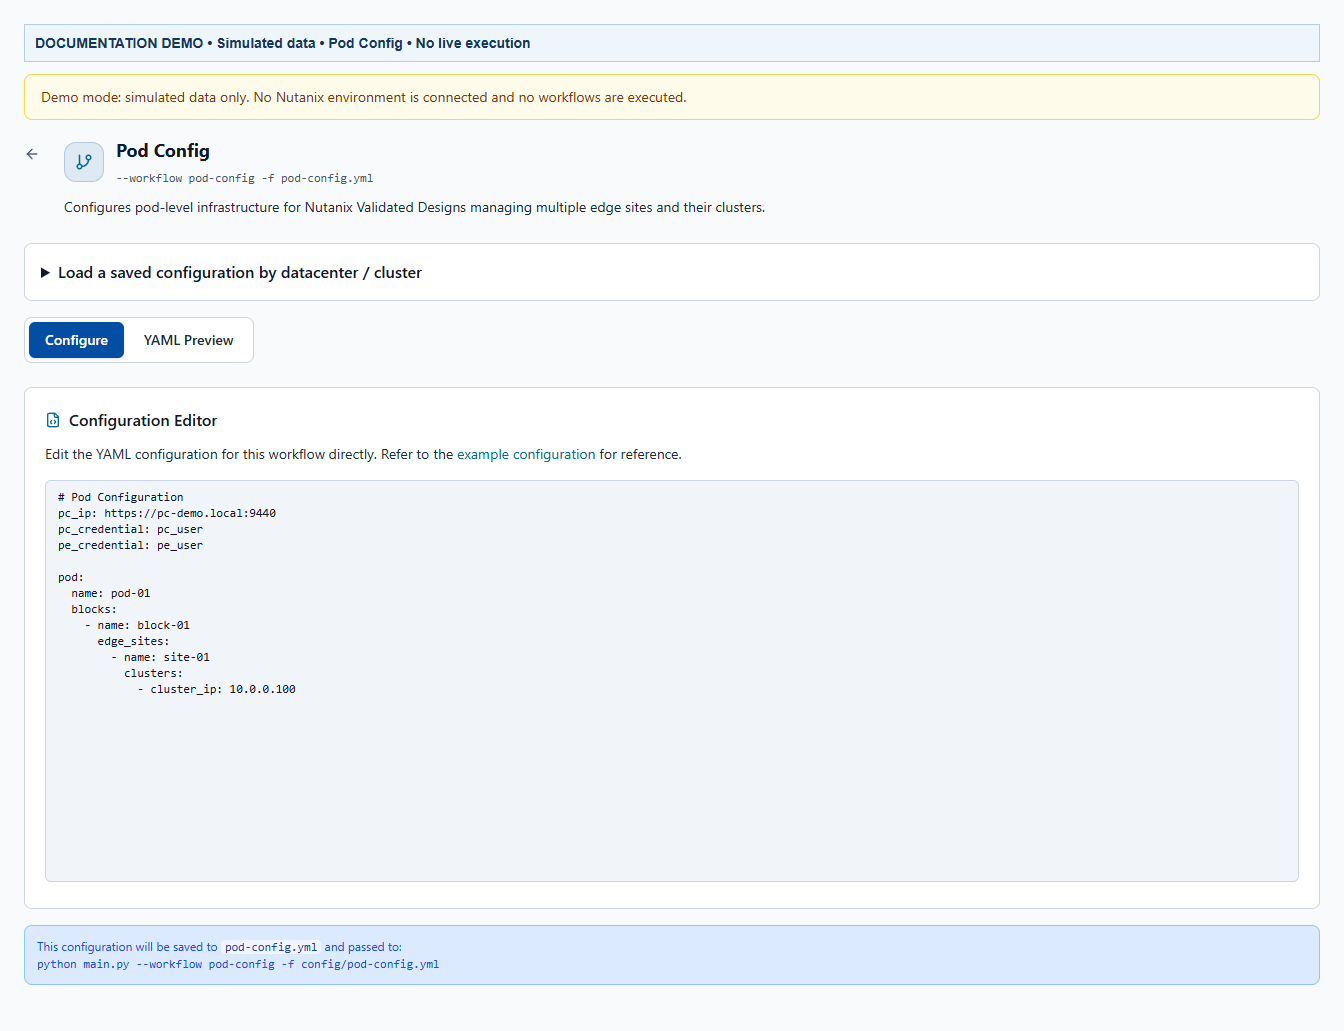 DOCUMENTATION DEMO • Simulated data • Pod Config • No live execution
Demo mode: simulated data only. No Nutanix environment is connected and no workflows are executed.
Pod Config
--workflow pod-config -f pod-config.yml
Configures pod-level infrastructure for Nutanix Validated Designs managing multiple edge sites and their clusters.
Load a saved configuration by datacenter / cluster
Configure YAML Preview
Configuration Editor
Edit the YAML configuration for this workflow directly. Refer to the example configuration for reference.
# Pod Configuration
pc_ip: https://pc-demo.local:9440
pc_credential: pc_user
pe_credential: pe_user
pod:
  name: pod-01
  blocks:
    - name: block-01
      edge_sites:
        - name: site-01
          clusters:
            - cluster_ip: 10.0.0.100
This configuration will be saved to pod-config.yml and passed to:
python main.py --workflow pod-config -f config/pod-config.yml